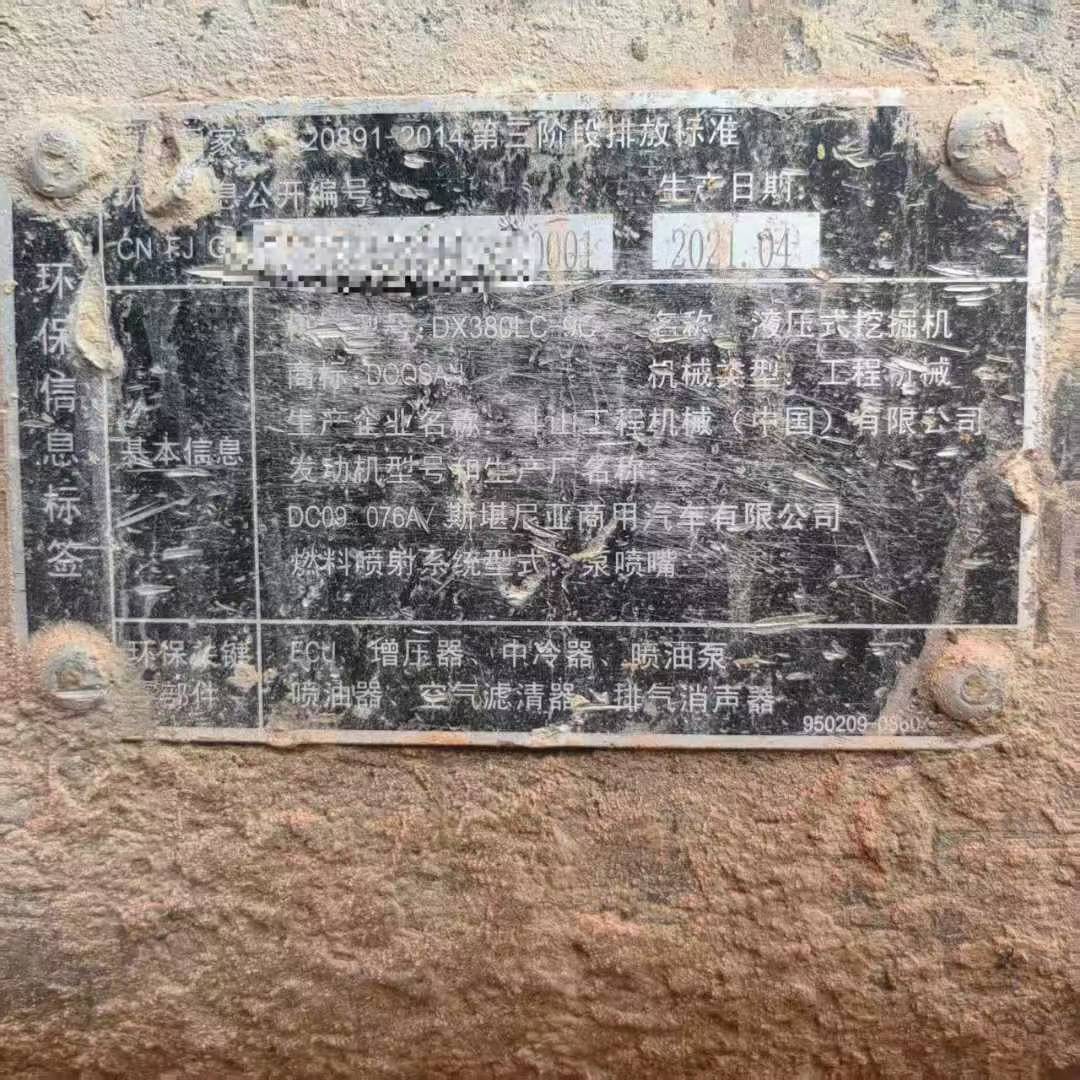 家 20891-2014第三阶段排放标准
环 息公开编号 生产日期
CN FJ G 0001 2021.04
环保信息标签
型号: DX380LC-9C 名称 液压式挖掘机
商标: 机械类型: 工程机械
基本信息
生产企业名称 斗山工程机械(中国)有限公司
发动机型号和生产厂名称
DC09 076A/斯堪尼亚商用汽车有限公司
燃料喷射系统型式: 泵喷嘴
环保关键 ECU 增压器、中冷器、喷油泵
部件 喷油器 空气滤清器、排气消声器